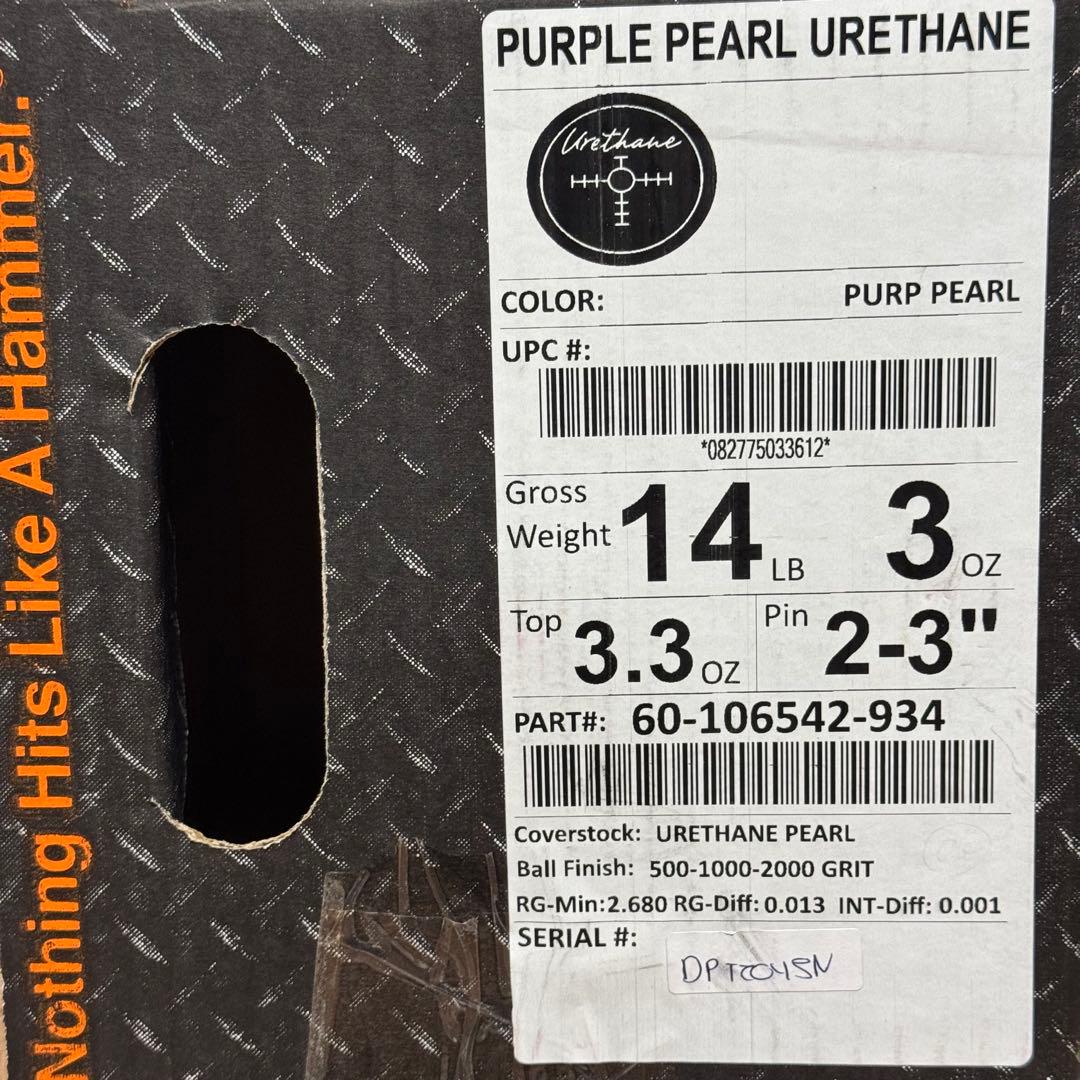 Nothing Hits Like A Hammer.
PURPLE PEARL URETHANE
Urethane
COLOR: PURP PEARL
UPC #:
*082775033612*
Gross Weight 14 LB 3 OZ
Top 3.3 OZ Pin 2-3"
PART#: 60-106542-934
Coverstock: URETHANE PEARL
Ball Finish: 500-1000-2000 GRIT
RG-Min:2.680 RG-Diff: 0.013 INT-Diff: 0.001
SERIAL #: